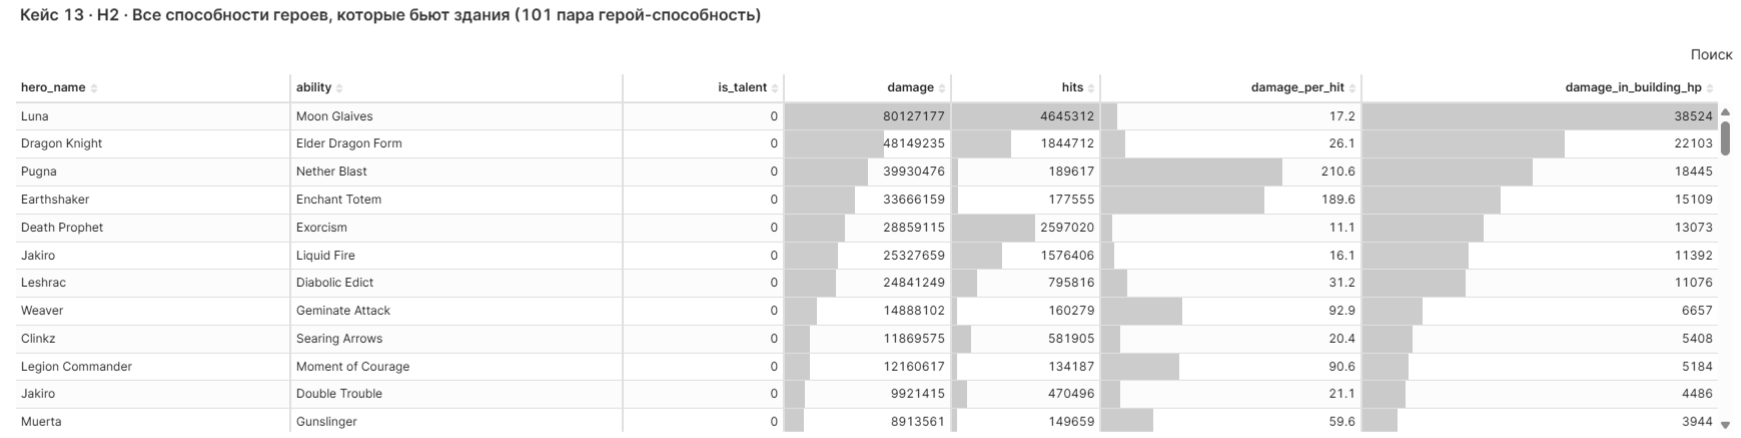 Кейс 13 · H2 · Все способности героев, которые бьют здания (101 пара герой-способность)
Поиск
hero_name ability is_talent damage hits damage_per_hit damage_in_building_hp
Luna Moon Glaives 0 80127177 4645312 17.2 38524
Dragon Knight Elder Dragon Form 0 48149235 1844712 26.1 22103
Pugna Nether Blast 0 39930476 189617 210.6 18445
Earthshaker Enchant Totem 0 33666159 177555 189.6 15109
Death Prophet Exorcism 0 28859115 2597020 11.1 13073
Jakiro Liquid Fire 0 25327659 1576406 16.1 11392
Leshrac Diabolic Edict 0 24841249 795816 31.2 11076
Weaver Geminate Attack 0 14888102 160279 92.9 6657
Clinkz Searing Arrows 0 11869575 581905 20.4 5408
Legion Commander Moment of Courage 0 12160617 134187 90.6 5184
Jakiro Double Trouble 0 9921415 470496 21.1 4486
Muerta Gunslinger 0 8913561 149659 59.6 3944